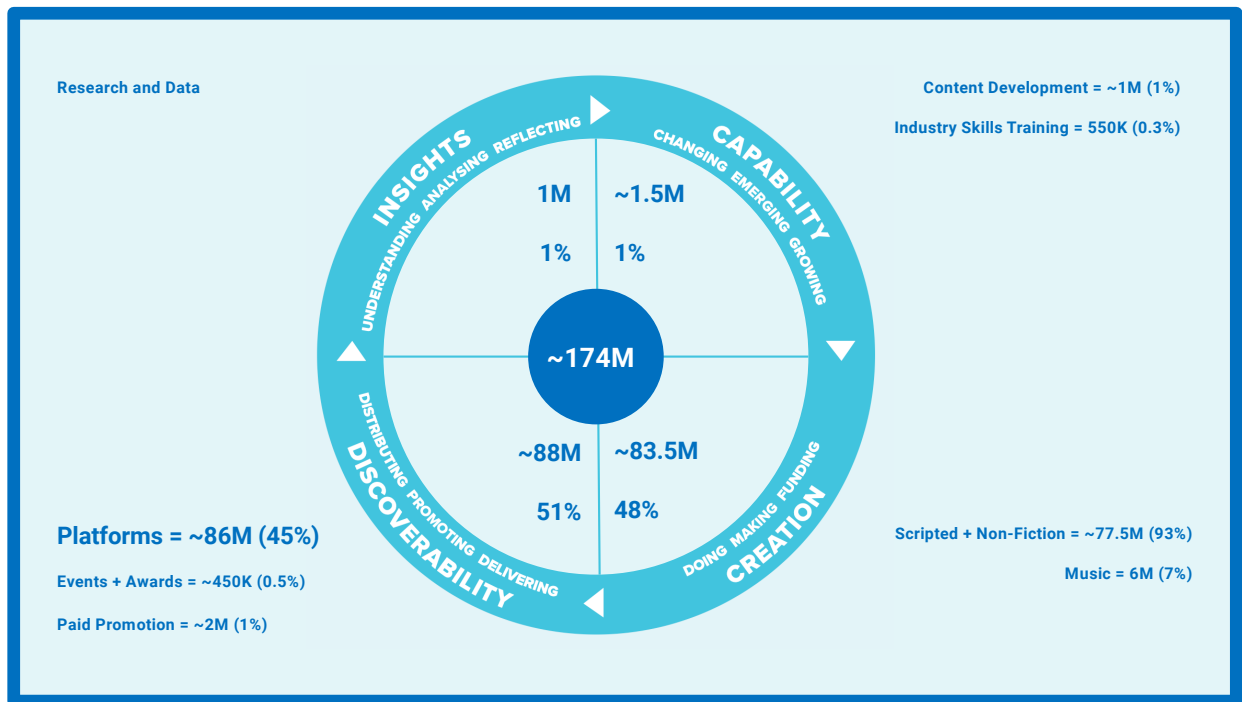 Research and Data
Content Development = ~1M (1%)
Industry Skills Training = 550K (0.3%)
INSIGHTS
UNDERSTANDING ANALYSING REFLECTING
CAPABILITY
CHANGING EMERGING GROWING
1M
~1.5M
1%
1%
~174M
~88M
~83.5M
51%
48%
DISTRIBUTING PROMOTING DELIVERING
DISCOVERABILITY
DOING MAKING FUNDING
CREATION
Platforms = ~86M (45%)
Events + Awards = ~450K (0.5%)
Paid Promotion = ~2M (1%)
Scripted + Non-Fiction = ~77.5M (93%)
Music = 6M (7%)